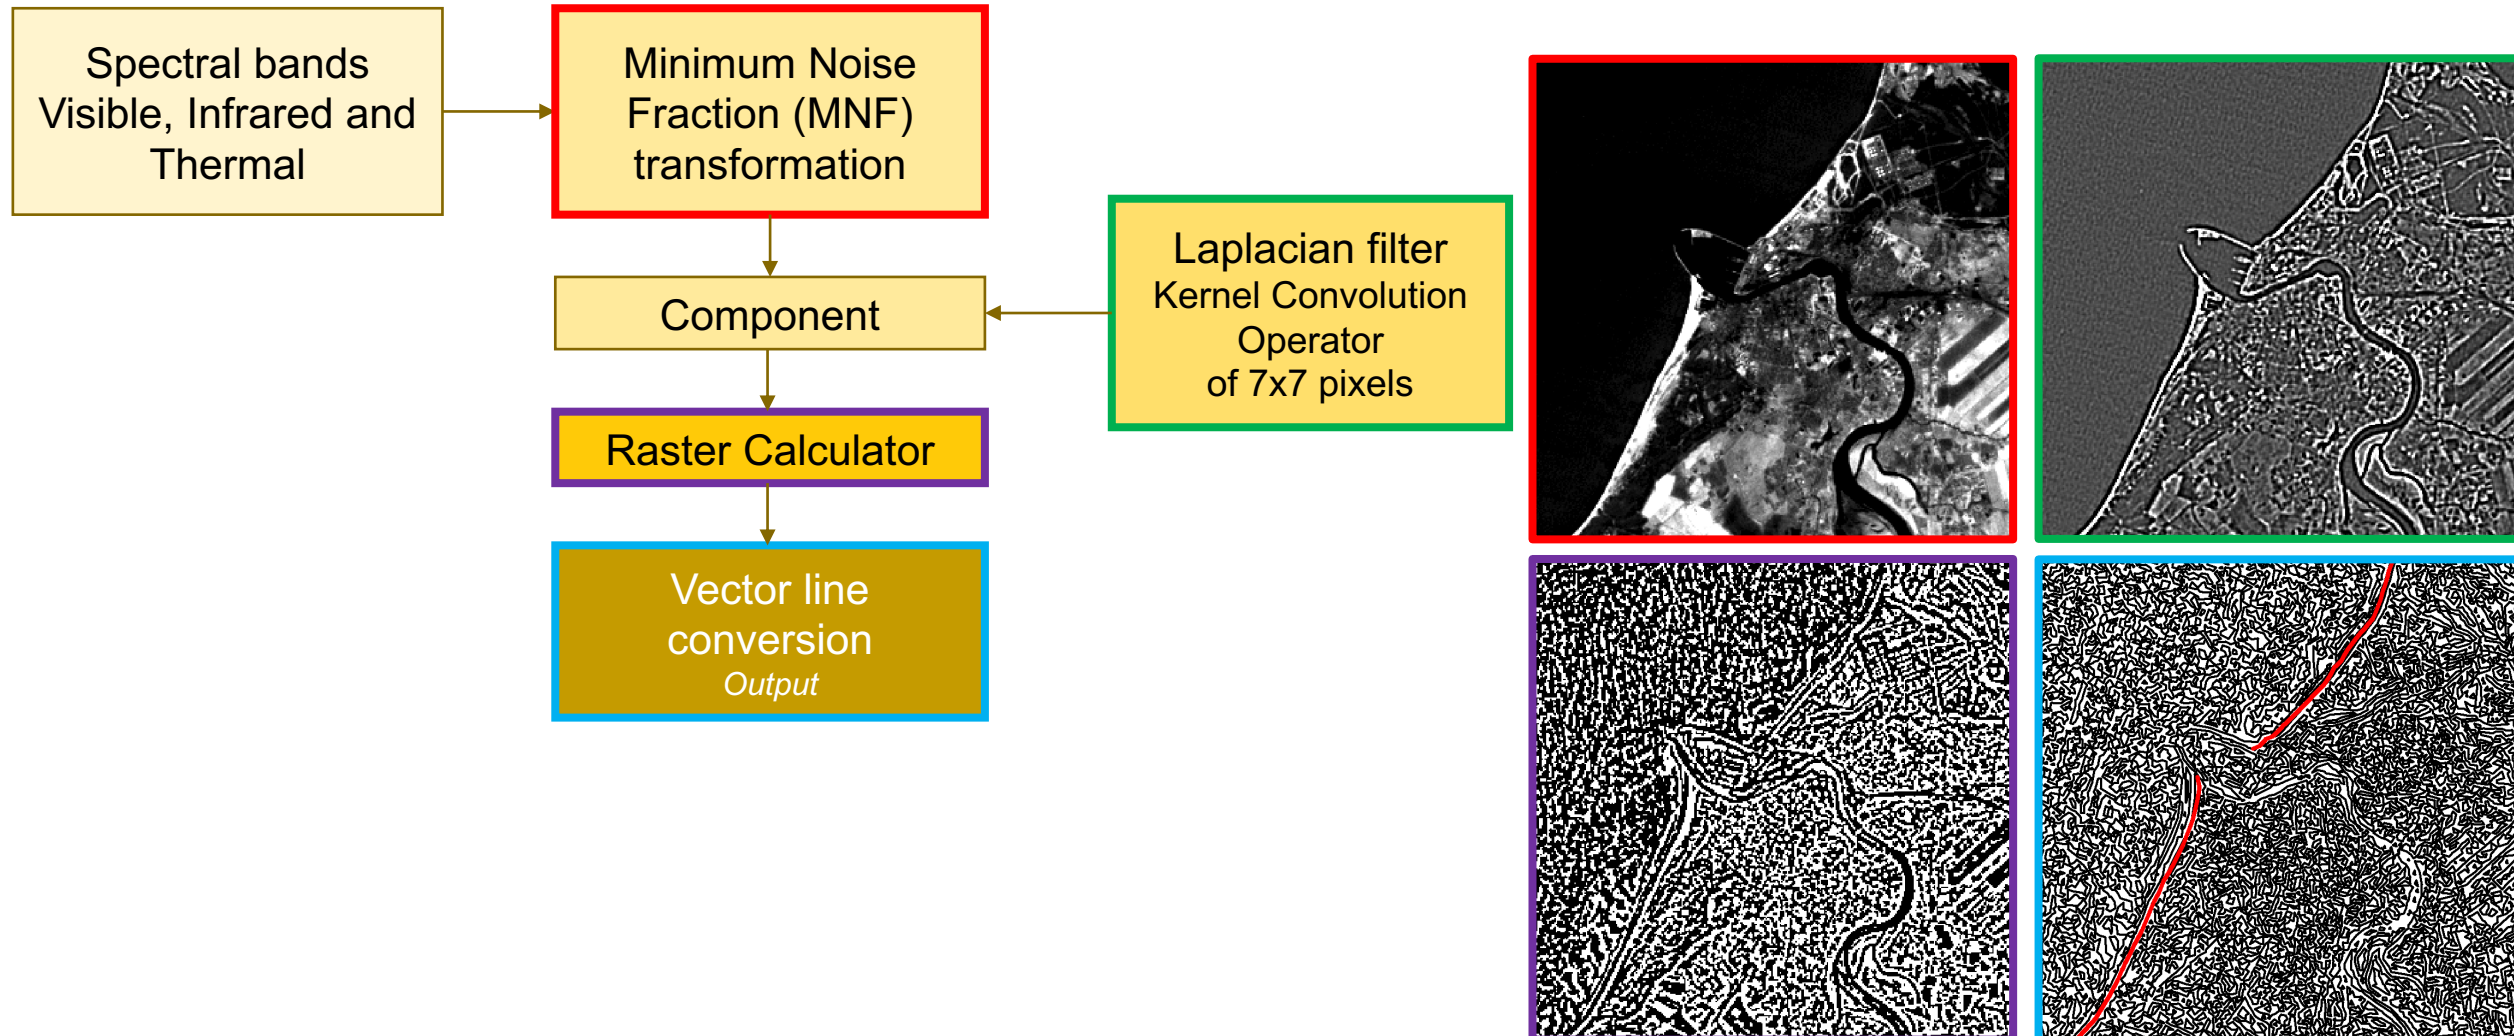 Spectral bands
Visible, Infrared and
Thermal
Minimum Noise
Fraction (MNF)
transformation
Component
Laplacian filter
Kernel Convolution
Operator
of 7x7 pixels
Raster Calculator
Vector line
conversion
Output